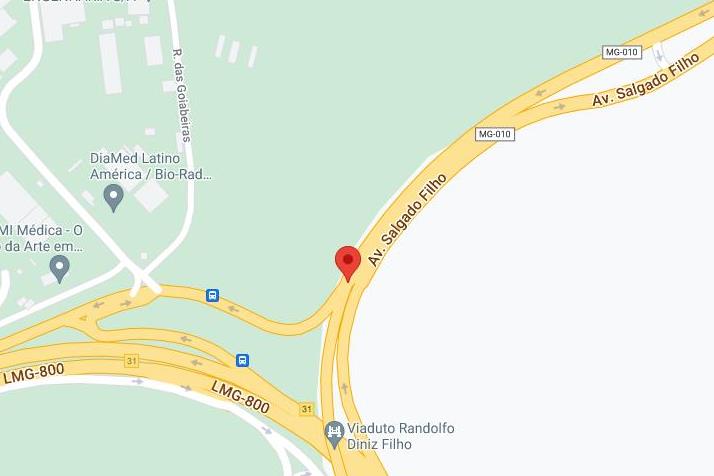 MG-010
Av. Salgado Filho
R. das Goiabeiras
MG-010
DiaMed Latino
América / Bio-Rad...
Av. Salgado Filho
MI Médica - O
da Arte em...
31
LMG-800
LMG-800
31
Viaduto Randolfo
Diniz Filho